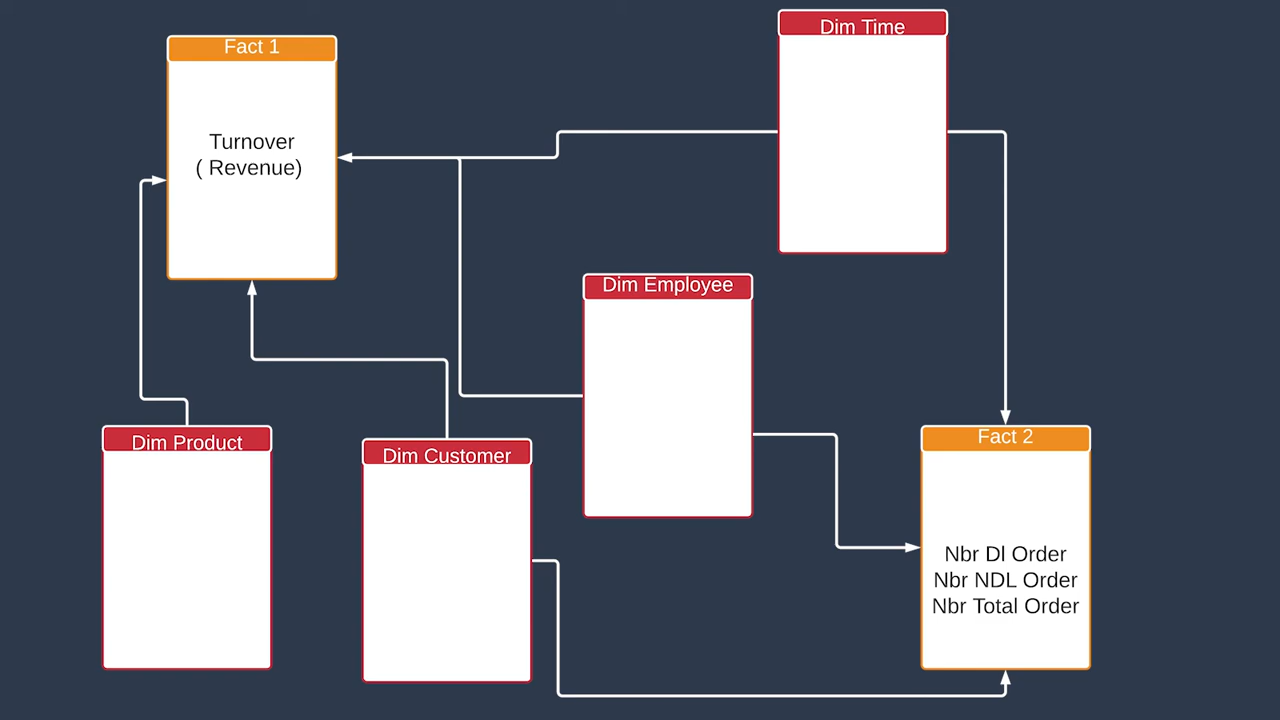 Fact 1
Turnover
( Revenue)
Dim Time
Dim Employee
Dim Product
Dim Customer
Fact 2
Nbr Dl Order
Nbr NDL Order
Nbr Total Order